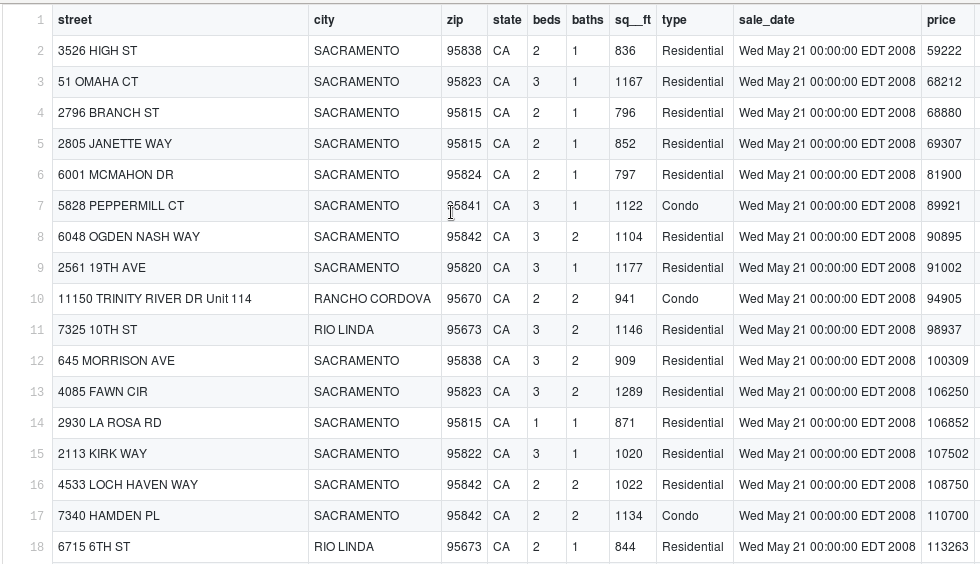 1 street city zip state beds baths sq__ft type sale_date price
2 3526 HIGH ST SACRAMENTO 95838 CA 2 1 836 Residential Wed May 21 00:00:00 EDT 2008 59222
3 51 OMAHA CT SACRAMENTO 95823 CA 3 1 1167 Residential Wed May 21 00:00:00 EDT 2008 68212
4 2796 BRANCH ST SACRAMENTO 95815 CA 2 1 796 Residential Wed May 21 00:00:00 EDT 2008 68880
5 2805 JANETTE WAY SACRAMENTO 95815 CA 2 1 852 Residential Wed May 21 00:00:00 EDT 2008 69307
6 6001 MCMAHON DR SACRAMENTO 95824 CA 2 1 797 Residential Wed May 21 00:00:00 EDT 2008 81900
7 5828 PEPPERMILL CT SACRAMENTO 95841 CA 3 1 1122 Condo Wed May 21 00:00:00 EDT 2008 89921
8 6048 OGDEN NASH WAY SACRAMENTO 95842 CA 3 2 1104 Residential Wed May 21 00:00:00 EDT 2008 90895
9 2561 19TH AVE SACRAMENTO 95820 CA 3 1 1177 Residential Wed May 21 00:00:00 EDT 2008 91002
10 11150 TRINITY RIVER DR Unit 114 RANCHO CORDOVA 95670 CA 2 2 941 Condo Wed May 21 00:00:00 EDT 2008 94905
11 7325 10TH ST RIO LINDA 95673 CA 3 2 1146 Residential Wed May 21 00:00:00 EDT 2008 98937
12 645 MORRISON AVE SACRAMENTO 95838 CA 3 2 909 Residential Wed May 21 00:00:00 EDT 2008 100309
13 4085 FAWN CIR SACRAMENTO 95823 CA 3 2 1289 Residential Wed May 21 00:00:00 EDT 2008 106250
14 2930 LA ROSA RD SACRAMENTO 95815 CA 1 1 871 Residential Wed May 21 00:00:00 EDT 2008 106852
15 2113 KIRK WAY SACRAMENTO 95822 CA 3 1 1020 Residential Wed May 21 00:00:00 EDT 2008 107502
16 4533 LOCH HAVEN WAY SACRAMENTO 95842 CA 2 2 1022 Residential Wed May 21 00:00:00 EDT 2008 108750
17 7340 HAMDEN PL SACRAMENTO 95842 CA 2 2 1134 Condo Wed May 21 00:00:00 EDT 2008 110700
18 6715 6TH ST RIO LINDA 95673 CA 2 1 844 Residential Wed May 21 00:00:00 EDT 2008 113263